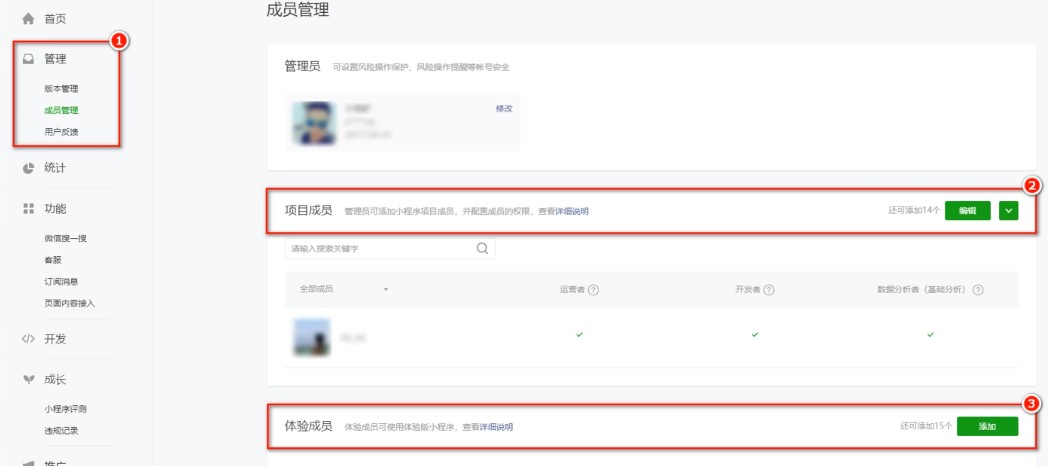 首页
管理
版本管理
成员管理
用户反馈
统计
功能
微信搜一搜
客服
订阅消息
页面内容接入
开发
成长
小程序评测
违规记录
推广
1
成员管理
管理员 可设置风险操作保护、风险操作提醒等帐号安全
修改
2
项目成员 管理员可添加小程序项目成员，并配置成员的权限，查看详细说明 还可添加14个 编辑
请输入搜索关键字
全部成员 运营者 ? 开发者 ? 数据分析者（基础分析） ?
3
体验成员 体验成员可使用体验版小程序，查看详细说明 还可添加15个 添加